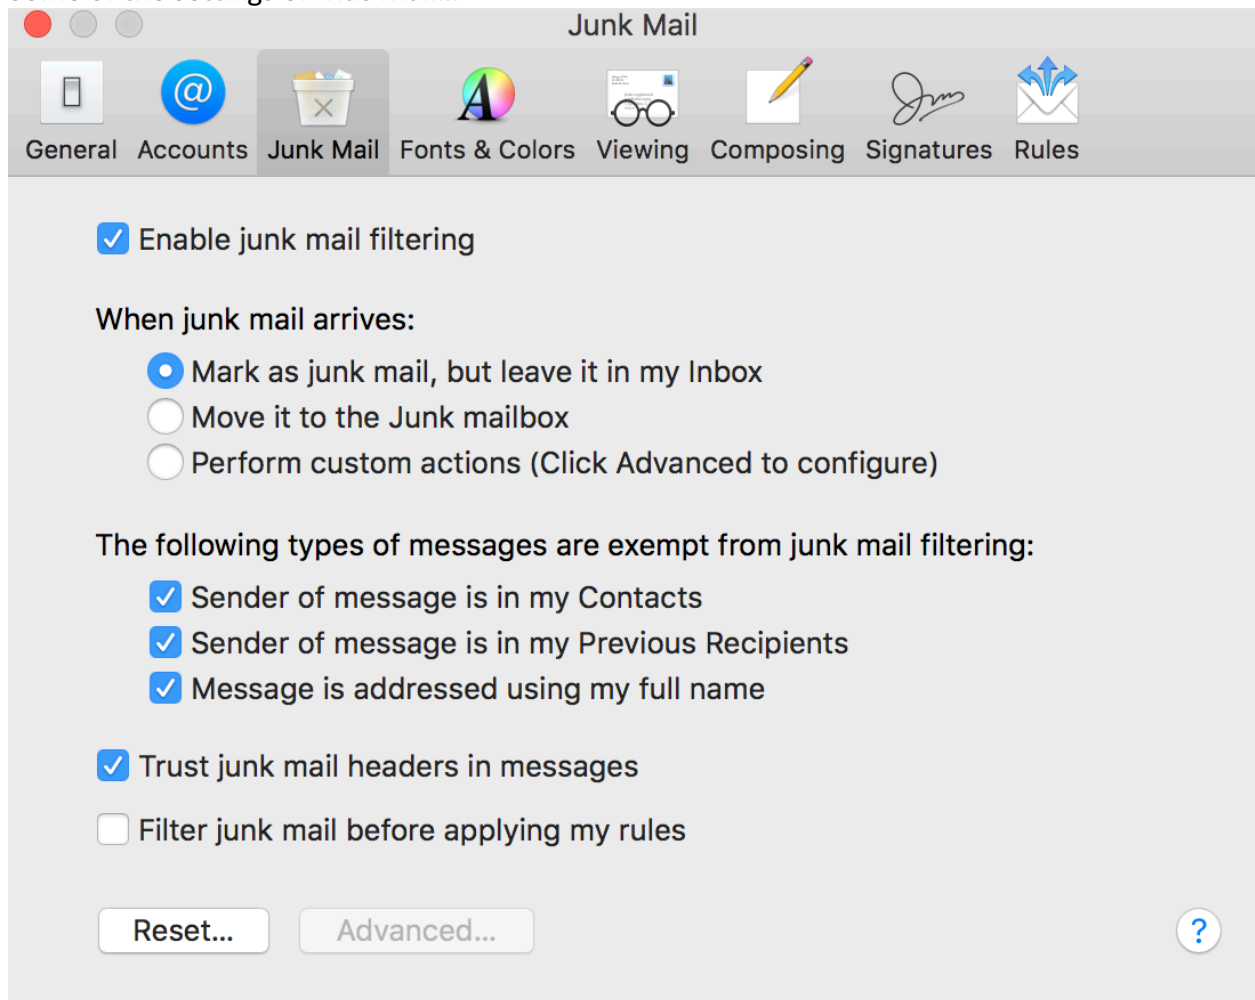 Junk Mail
General Accounts Junk Mail Fonts & Colors Viewing Composing Signatures Rules
Enable junk mail filtering
When junk mail arrives:
Mark as junk mail, but leave it in my Inbox
Move it to the Junk mailbox
Perform custom actions (Click Advanced to configure)
The following types of messages are exempt from junk mail filtering:
Sender of message is in my Contacts
Sender of message is in my Previous Recipients
Message is addressed using my full name
Trust junk mail headers in messages
Filter junk mail before applying my rules
Reset... Advanced... ?